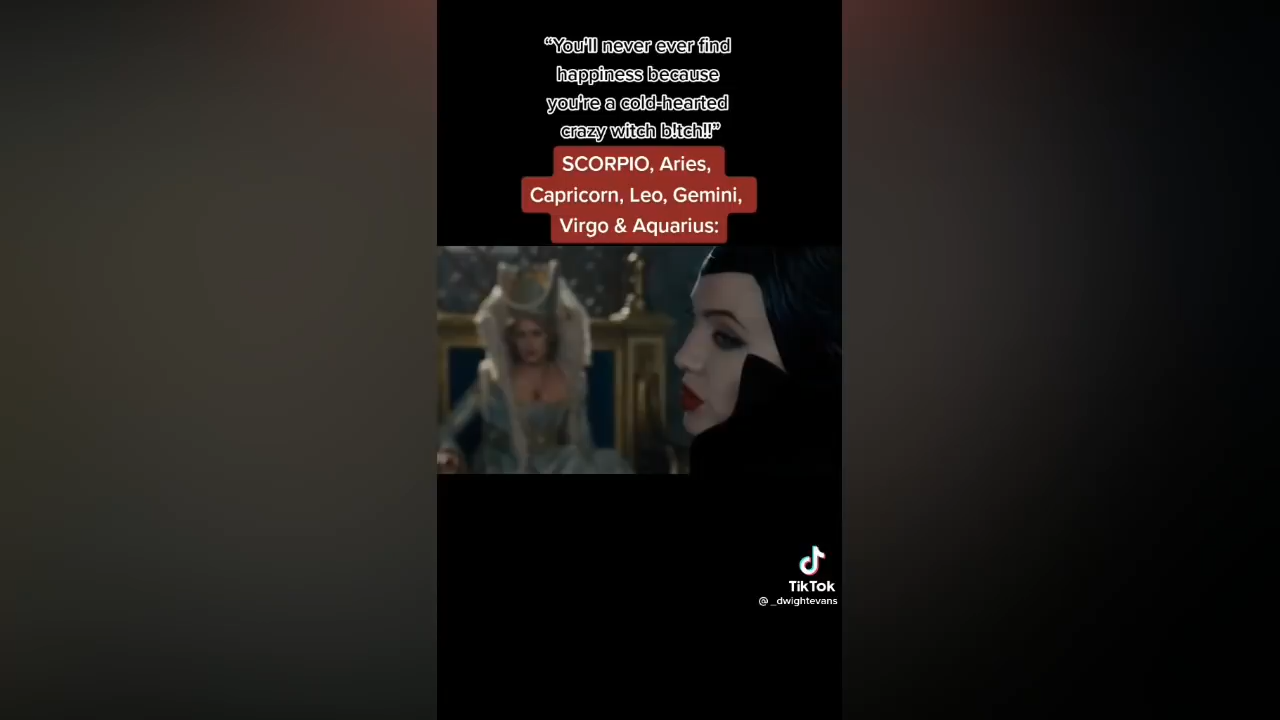 “You'll never ever find
happiness because
you're a cold-hearted
crazy witch b!tch!!”
SCORPIO, Aries,
Capricorn, Leo, Gemini,
Virgo & Aquarius:
TikTok
@ _dwightevans